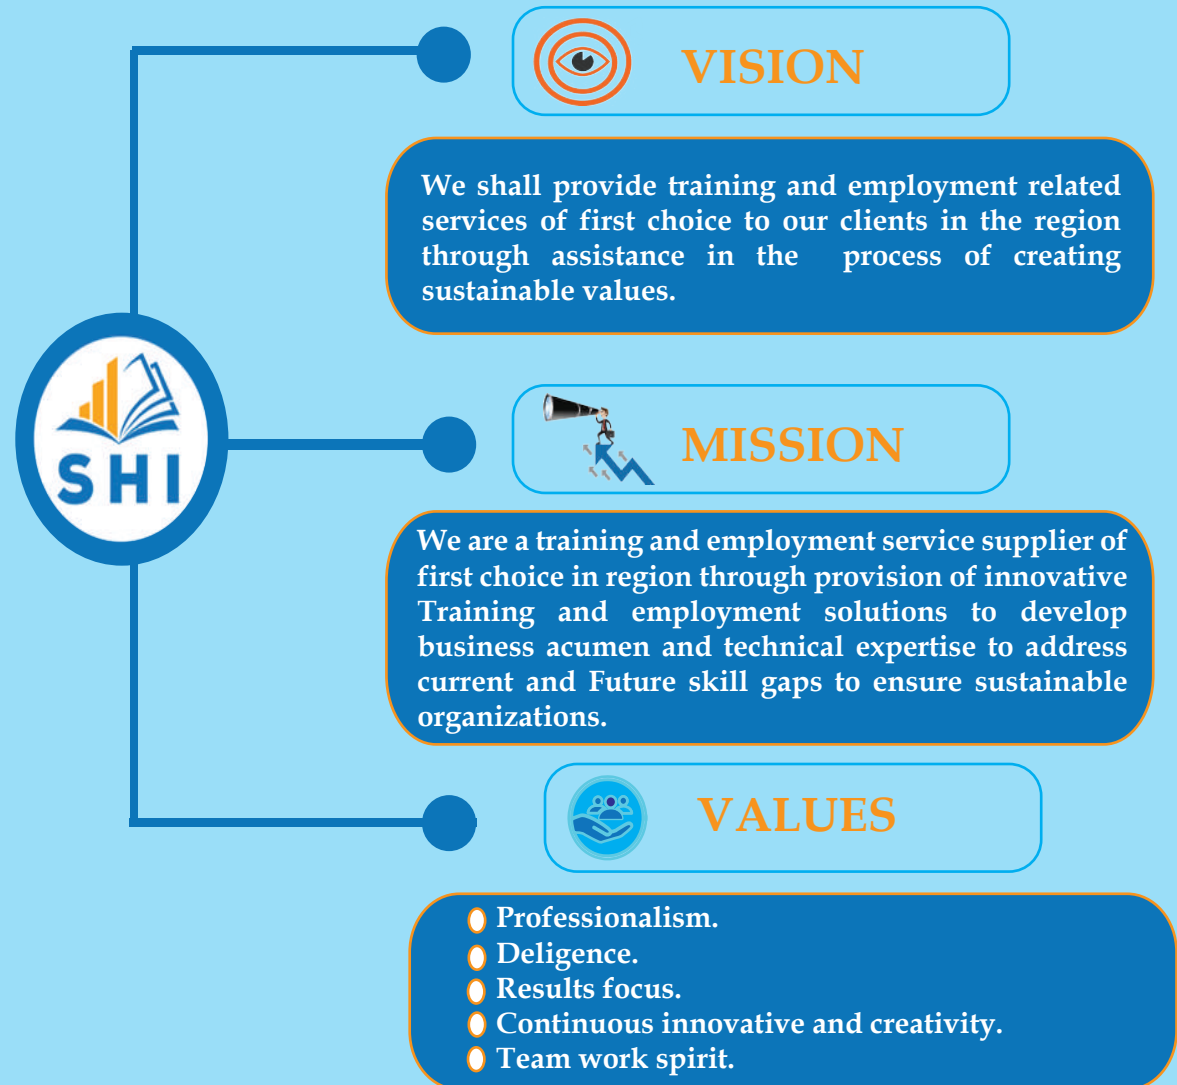 VISION
We shall provide training and employment related
services of first choice to our clients in the region
through assistance in the process of creating
sustainable values.
SHI
MISSION
We are a training and employment service supplier of
first choice in region through provision of innovative
Training and employment solutions to develop
business acumen and technical expertise to address
current and Future skill gaps to ensure sustainable
organizations.
VALUES
Professionalism.
Deligence.
Results focus.
Continuous innovative and creativity.
Team work spirit.